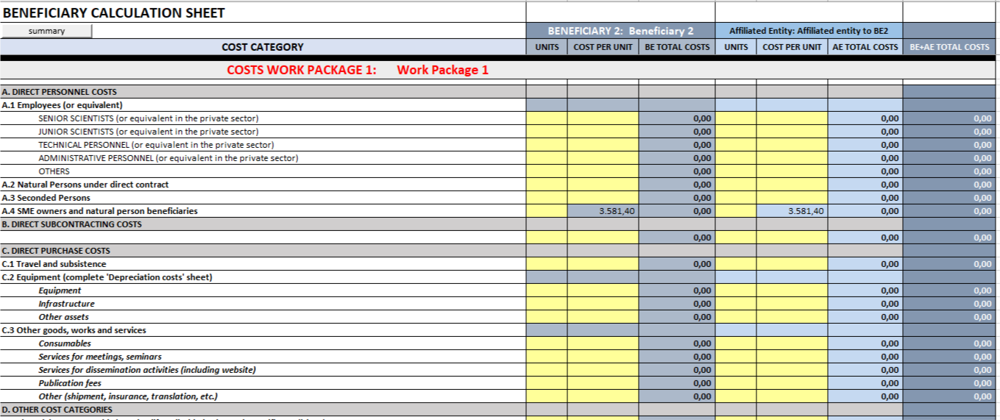 BENEFICIARY CALCULATION SHEET
summary BENEFICIARY 2: Beneficiary 2 Affiliated Entity: Affiliated entity to BE2
COST CATEGORY UNITS COST PER UNIT BE TOTAL COSTS UNITS COST PER UNIT AE TOTAL COSTS BE+AE TOTAL COSTS
COSTS WORK PACKAGE 1: Work Package 1
A. DIRECT PERSONNEL COSTS
A.1 Employees (or equivalent)
SENIOR SCIENTISTS (or equivalent in the private sector) 0,00 0,00 0,00
JUNIOR SCIENTISTS (or equivalent in the private sector) 0,00 0,00 0,00
TECHNICAL PERSONNEL (or equivalent in the private sector) 0,00 0,00 0,00
ADMINISTRATIVE PERSONNEL (or equivalent in the private sector) 0,00 0,00 0,00
OTHERS 0,00 0,00 0,00
A.2 Natural Persons under direct contract 0,00 0,00 0,00
A.3 Seconded Persons 0,00 0,00 0,00
A.4 SME owners and natural person beneficiaries 3.581,40 0,00 3.581,40 0,00 0,00
B. DIRECT SUBCONTRACTING COSTS
0,00 0,00 0,00
C. DIRECT PURCHASE COSTS
C.1 Travel and subsistence 0,00 0,00 0,00
C.2 Equipment (complete 'Depreciation costs' sheet)
Equipment 0,00 0,00 0,00
Infrastructure 0,00 0,00 0,00
Other assets 0,00 0,00 0,00
C.3 Other goods, works and services
Consumables 0,00 0,00 0,00
Services for meetings, seminars 0,00 0,00 0,00
Services for dissemination activities (including website) 0,00 0,00 0,00
Publication fees 0,00 0,00 0,00
Other (shipment, insurance, translation, etc.) 0,00 0,00 0,00
D. OTHER COST CATEGORIES